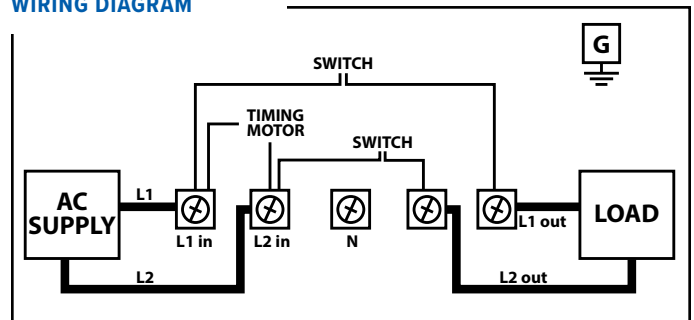 WIRING DIAGRAM
G
SWITCH
TIMING
MOTOR
SWITCH
AC
SUPPLY
L1
L1 in
L2 in
N
L1 out
LOAD
L2
L2 out